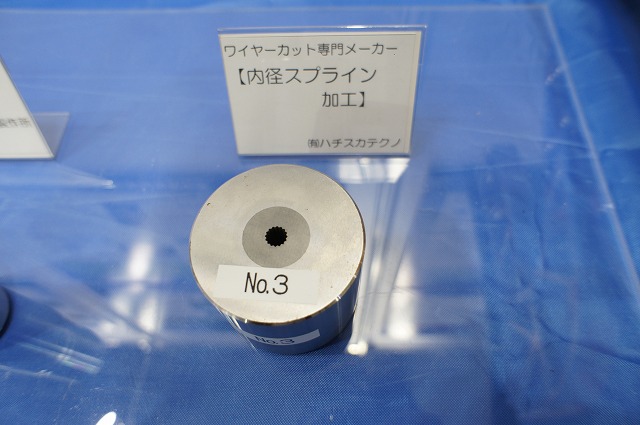 ワイヤーカット専門メーカー
【内径スプライン
加工】
㈲ハチスカテクノ
No.3
No.3